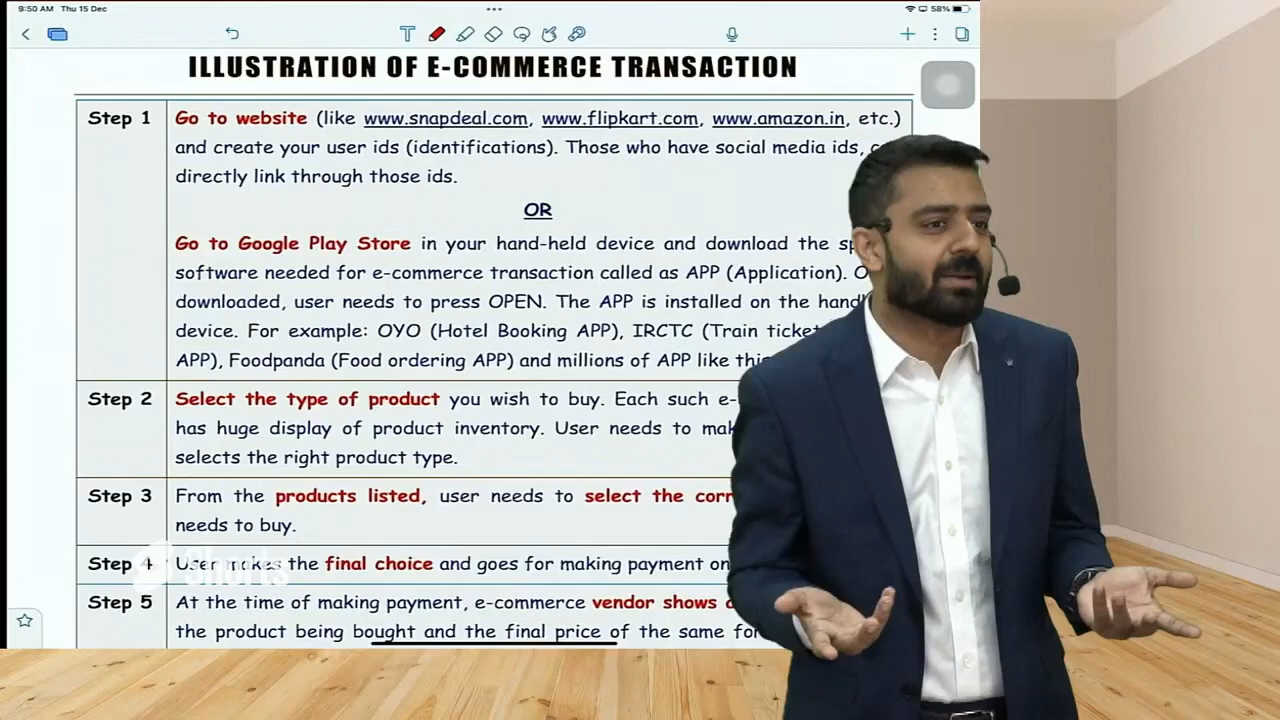 9:50 AM Thu 15 Dec
58%
ILLUSTRATION OF E-COMMERCE TRANSACTION
Step 1 Go to website (like www.snapdeal.com, www.flipkart.com, www.amazon.in, etc.)
and create your user ids (identifications). Those who have social media ids,
directly link through those ids.
OR
Go to Google Play Store in your hand-held device and download the
software needed for e-commerce transaction called as APP (Application).
downloaded, user needs to press OPEN. The APP is installed on the
device. For example: OYO (Hotel Booking APP), IRCTC (Train ticket
APP), Foodpanda (Food ordering APP) and millions of APP like this
Step 2 Select the type of product you wish to buy. Each such
has huge display of product inventory. User needs to
selects the right product type.
Step 3 From the products listed, user needs to select the
needs to buy.
Step 4 User makes the final choice and goes for making payment
Shorts
Step 5 At the time of making payment, e-commerce vendor shows
the product being bought and the final price of the same